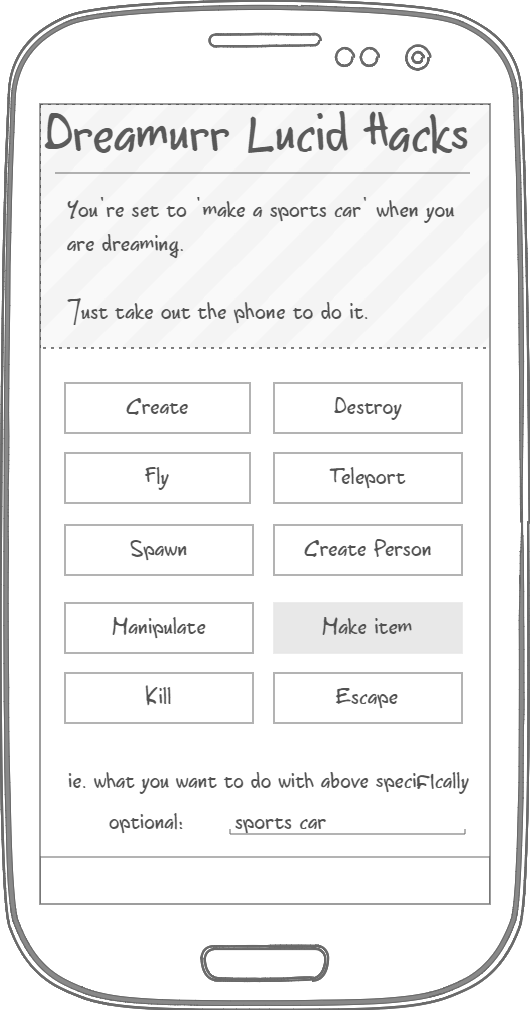 Dreamurr Lucid Hacks
You're set to 'make a sports car' when you
are dreaming.
Just take out the phone to do it.
Create
Destroy
Fly
Teleport
Spawn
Create Person
Manipulate
Make item
Kill
Escape
ie. what you want to do with above speciFIcally
optional: sports car